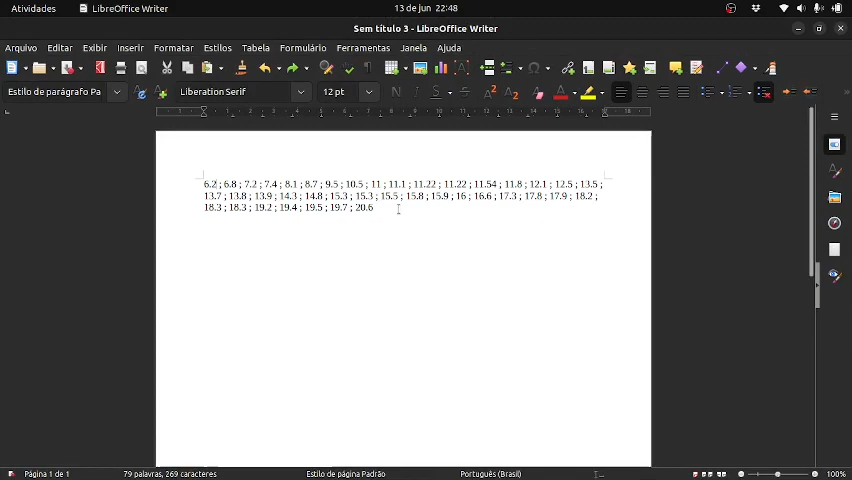 Atividades LibreOffice Writer 13 de jun 22:48
Sem título 3 - LibreOffice Writer
Arquivo Editar Exibir Inserir Formatar Estilos Tabela Formulário Ferramentas Janela Ajuda
Estilo de parágrafo Pa Liberation Serif 12 pt
6.2 ; 6.8 ; 7.2 ; 7.4 ; 8.1 ; 8.7 ; 9.5 ; 10.5 ; 11 ; 11.1 ; 11.22 ; 11.22 ; 11.54 ; 11.8 ; 12.1 ; 12.5 ; 13.5 ;
13.7 ; 13.8 ; 13.9 ; 14.3 ; 14.8 ; 15.3 ; 15.3 ; 15.5 ; 15.8 ; 15.9 ; 16 ; 16.6 ; 17.3 ; 17.8 ; 17.9 ; 18.2 ;
18.3 ; 18.3 ; 19.2 ; 19.4 ; 19.5 ; 19.7 ; 20.6
Página 1 de 1 79 palavras, 269 caracteres Estilo de página Padrão Português (Brasil) 100%